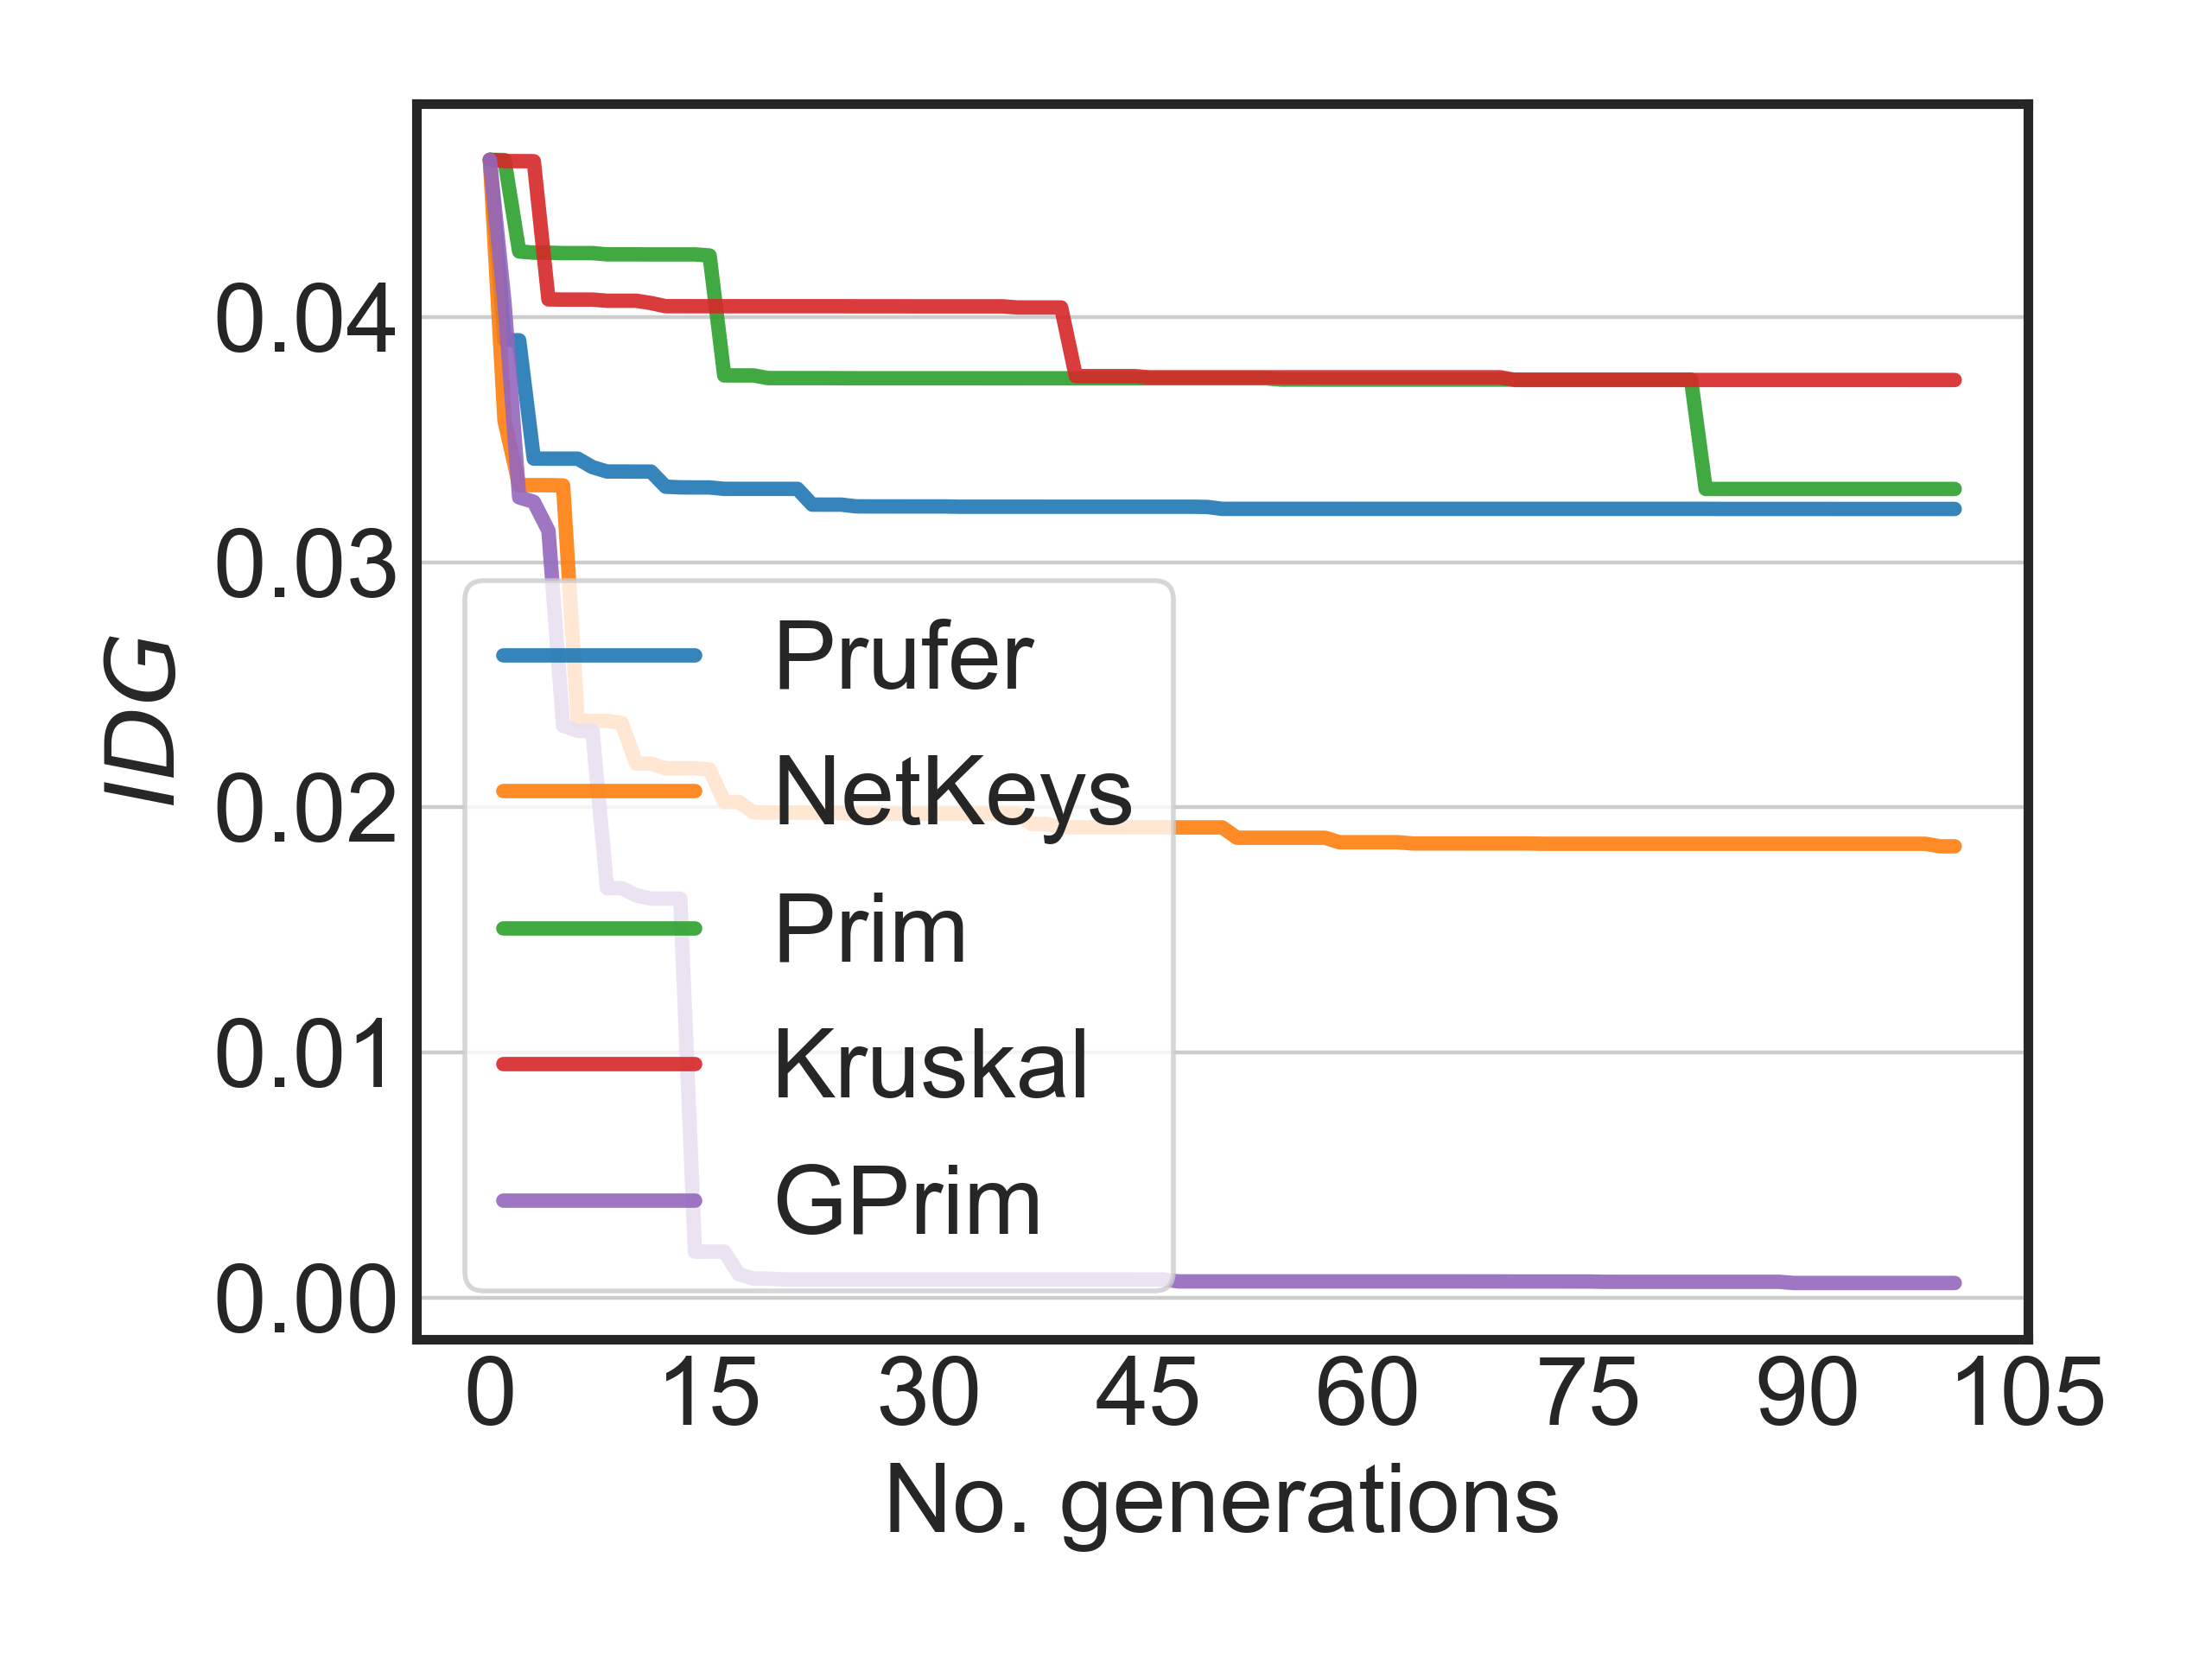 IDG
0.04
0.03
0.02
0.01
0.00
Prufer
NetKeys
Prim
Kruskal
GPrim
0 15 30 45 60 75 90 105
No. generations